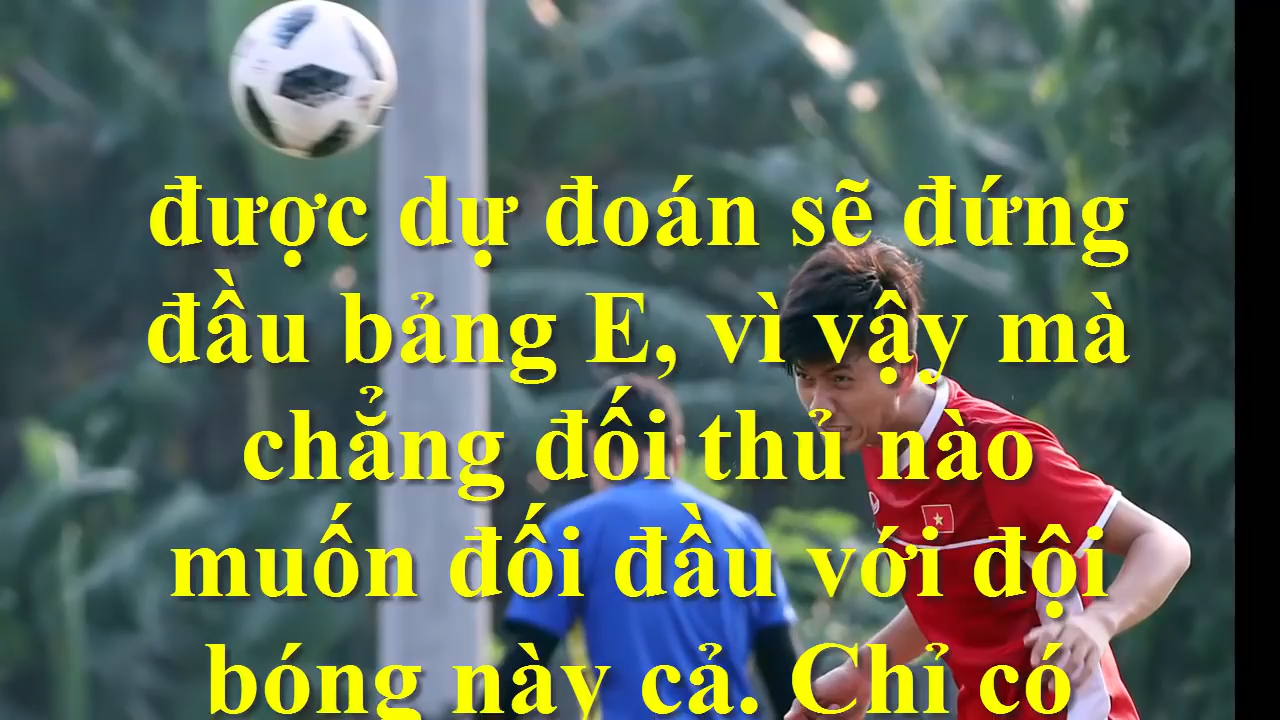 được dự đoán sẽ đứng
đầu bảng E, vì vậy mà
chẳng đối thủ nào
muốn đối đầu với đội
bóng này cả. Chỉ có